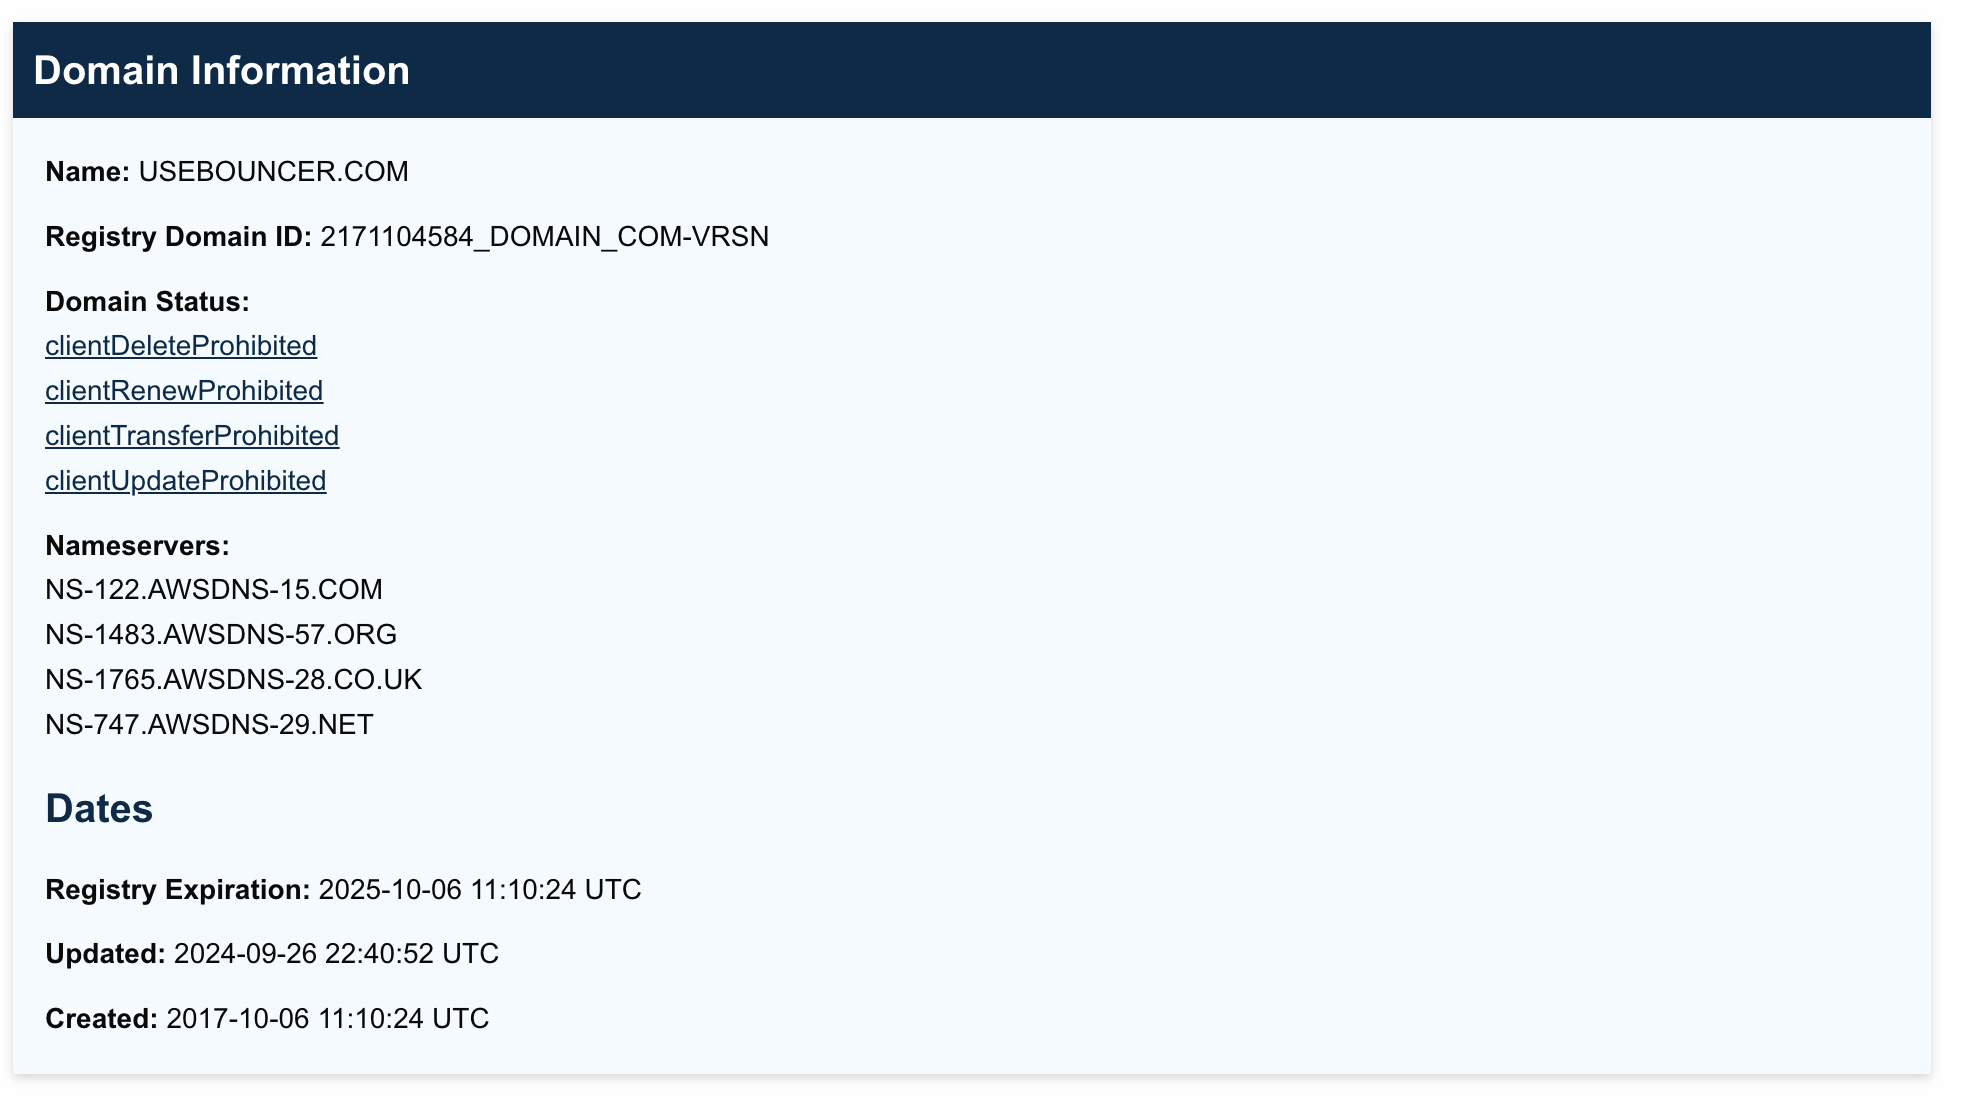 Domain Information
Name: USEBOUNCER.COM
Registry Domain ID: 2171104584_DOMAIN_COM-VRSN
Domain Status:
clientDeleteProhibited
clientRenewProhibited
clientTransferProhibited
clientUpdateProhibited
Nameservers:
NS-122.AWSDNS-15.COM
NS-1483.AWSDNS-57.ORG
NS-1765.AWSDNS-28.CO.UK
NS-747.AWSDNS-29.NET
Dates
Registry Expiration: 2025-10-06 11:10:24 UTC
Updated: 2024-09-26 22:40:52 UTC
Created: 2017-10-06 11:10:24 UTC